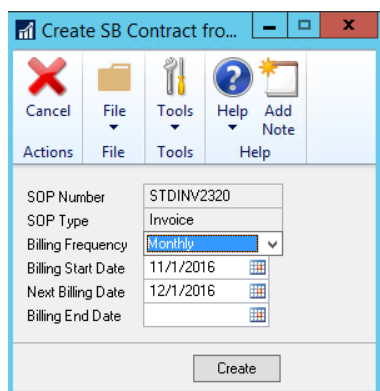 Create SB Contract fro...
Cancel File Tools Help Add Note
Actions File Tools Help
SOP Number STDINV2320
SOP Type Invoice
Billing Frequency Monthly
Billing Start Date 11/1/2016
Next Billing Date 12/1/2016
Billing End Date
Create